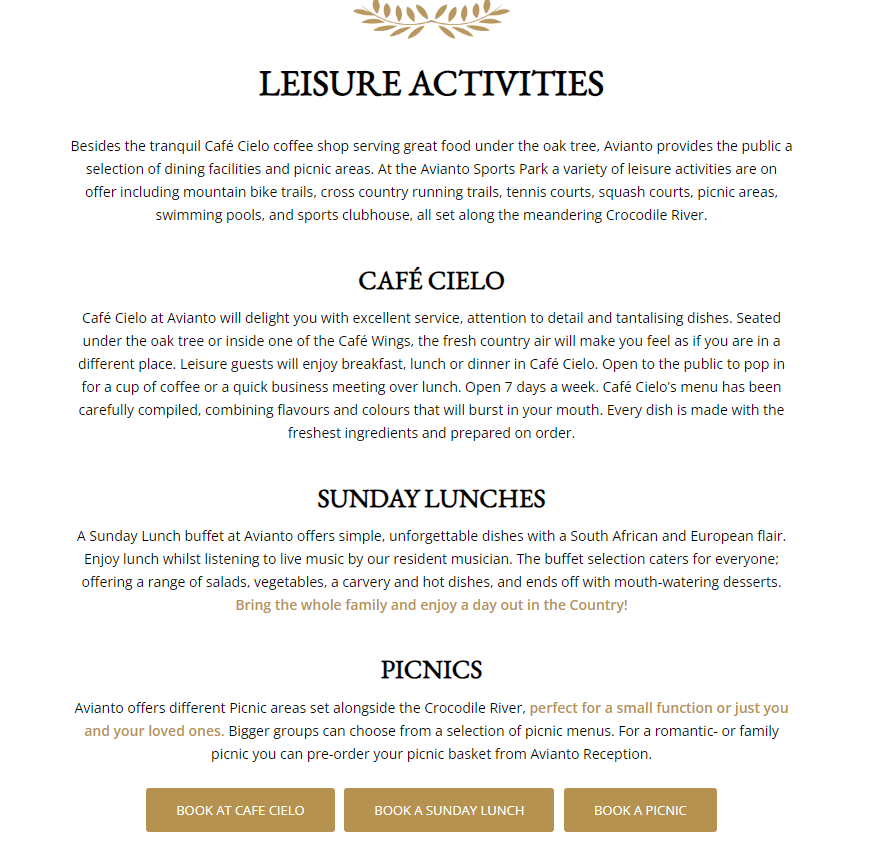 LEISURE ACTIVITIES
Besides the tranquil Café Cielo coffee shop serving great food under the oak tree, Avianto provides the public a
selection of dining facilities and picnic areas. At the Avianto Sports Park a variety of leisure activities are on
offer including mountain bike trails, cross country running trails, tennis courts, squash courts, picnic areas,
swimming pools, and sports clubhouse, all set along the meandering Crocodile River.
CAFÉ CIELO
Café Cielo at Avianto will delight you with excellent service, attention to detail and tantalising dishes. Seated
under the oak tree or inside one of the Café Wings, the fresh country air will make you feel as if you are in a
different place. Leisure guests will enjoy breakfast, lunch or dinner in Café Cielo. Open to the public to pop in
for a cup of coffee or a quick business meeting over lunch. Open 7 days a week. Café Cielo’s menu has been
carefully compiled, combining flavours and colours that will burst in your mouth. Every dish is made with the
freshest ingredients and prepared on order.
SUNDAY LUNCHES
A Sunday Lunch buffet at Avianto offers simple, unforgettable dishes with a South African and European flair.
Enjoy lunch whilst listening to live music by our resident musician. The buffet selection caters for everyone;
offering a range of salads, vegetables, a carvery and hot dishes, and ends off with mouth-watering desserts.
Bring the whole family and enjoy a day out in the Country!
PICNICS
Avianto offers different Picnic areas set alongside the Crocodile River, perfect for a small function or just you
and your loved ones. Bigger groups can choose from a selection of picnic menus. For a romantic- or family
picnic you can pre-order your picnic basket from Avianto Reception.
BOOK AT CAFE CIELO BOOK A SUNDAY LUNCH BOOK A PICNIC